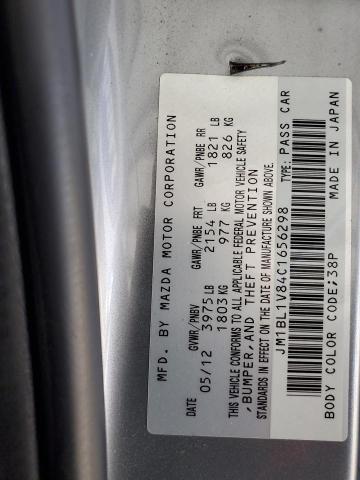 MFD. BY MAZDA MOTOR CORPORATION
DATE GVWR/PNBV GAWR/PNBE FRT GAWR/PNBE RR
05/12 3975 LB 2154 LB 1821 LB
1803 KG 977 KG 826 KG
THIS VEHICLE CONFORMS TO ALL APPLICABLE FEDERAL MOTOR VEHICLE SAFETY
, BUMPER, AND THEFT PREVENTION
STANDARDS IN EFFECT ON THE DATE OF MANUFACTURE SHOWN ABOVE.
JM1BL1V84C1656298 TYPE: PASS CAR
BODY COLOR CODE;38P MADE IN JAPAN